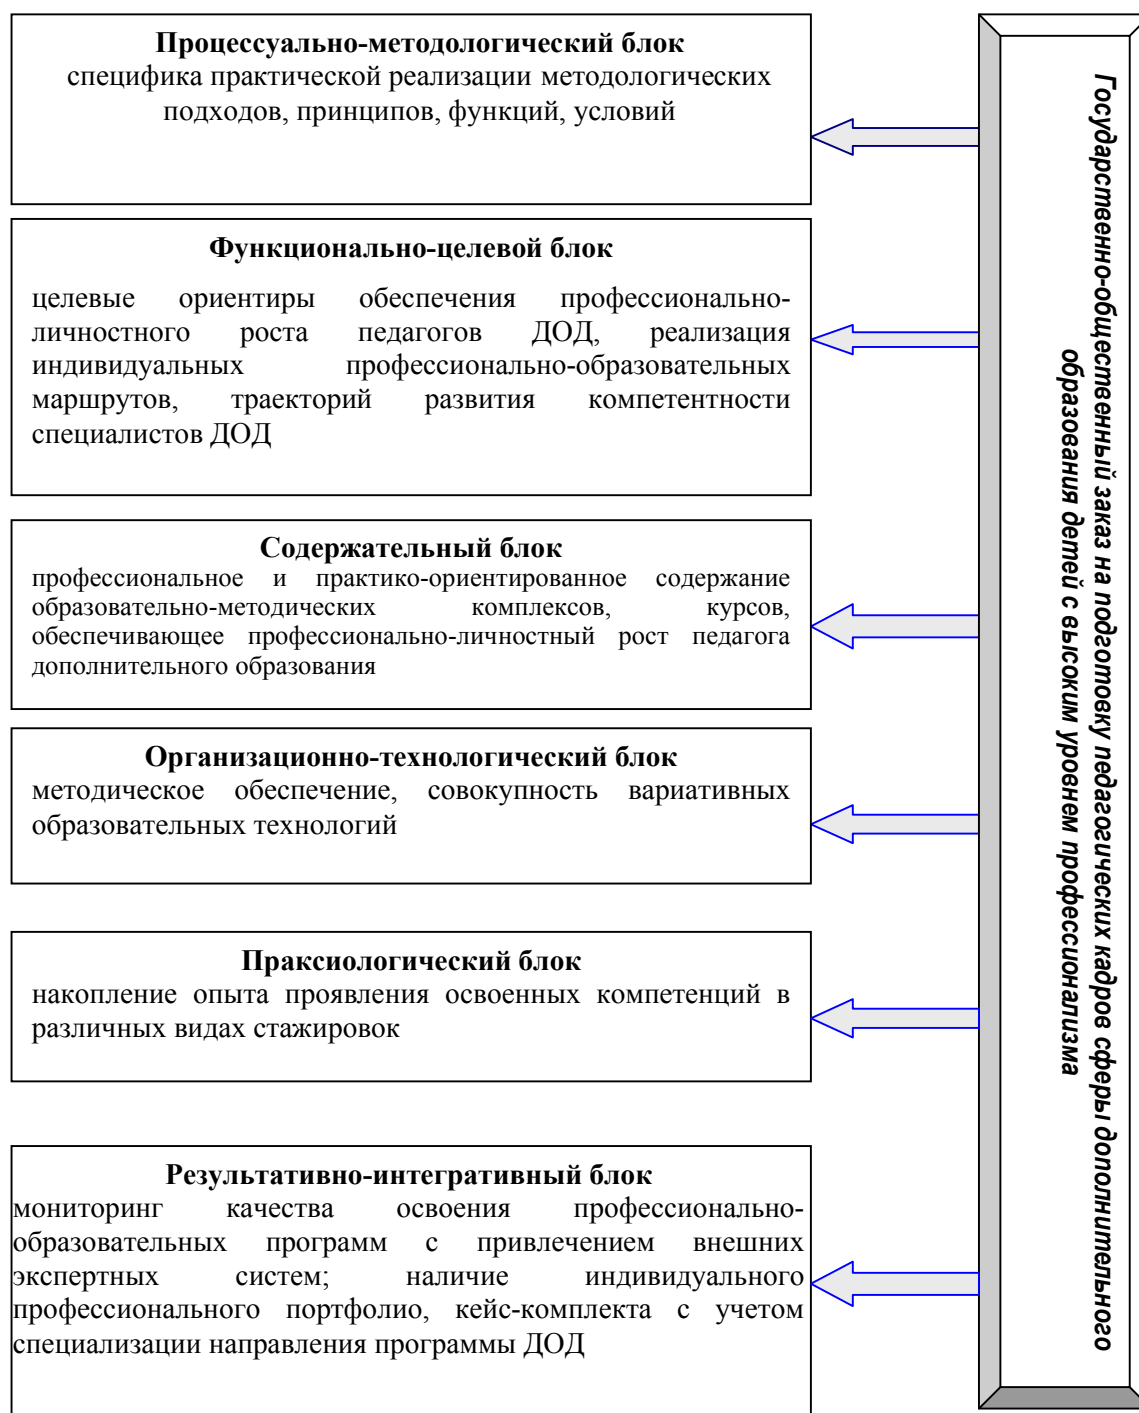 Процессуально-методологический блок
специфика практической реализации методологических
подходов, принципов, функций, условий
Функционально-целевой блок
целевые ориентиры обеспечения профессионально-
личностного роста педагогов ДОД, реализация
индивидуальных профессионально-образовательных
маршрутов, траекторий развития компетентности
специалистов ДОД
Содержательный блок
профессиональное и практико-ориентированное содержание
образовательно-методических комплексов, курсов,
обеспечивающее профессионально-личностный рост педагога
дополнительного образования
Организационно-технологический блок
методическое обеспечение, совокупность вариативных
образовательных технологий
Праксиологический блок
накопление опыта проявления освоенных компетенций в
различных видах стажировок
Результативно-интегративный блок
мониторинг качества освоения профессионально-
образовательных программ с привлечением внешних
экспертных систем; наличие индивидуального
профессионального портфолио, кейс-комплекта с учетом
специализации направления программы ДОД
Государственно-общественный заказ на подготовку педагогических кадров сферы дополнительного
образования детей с высоким уровнем профессионализма